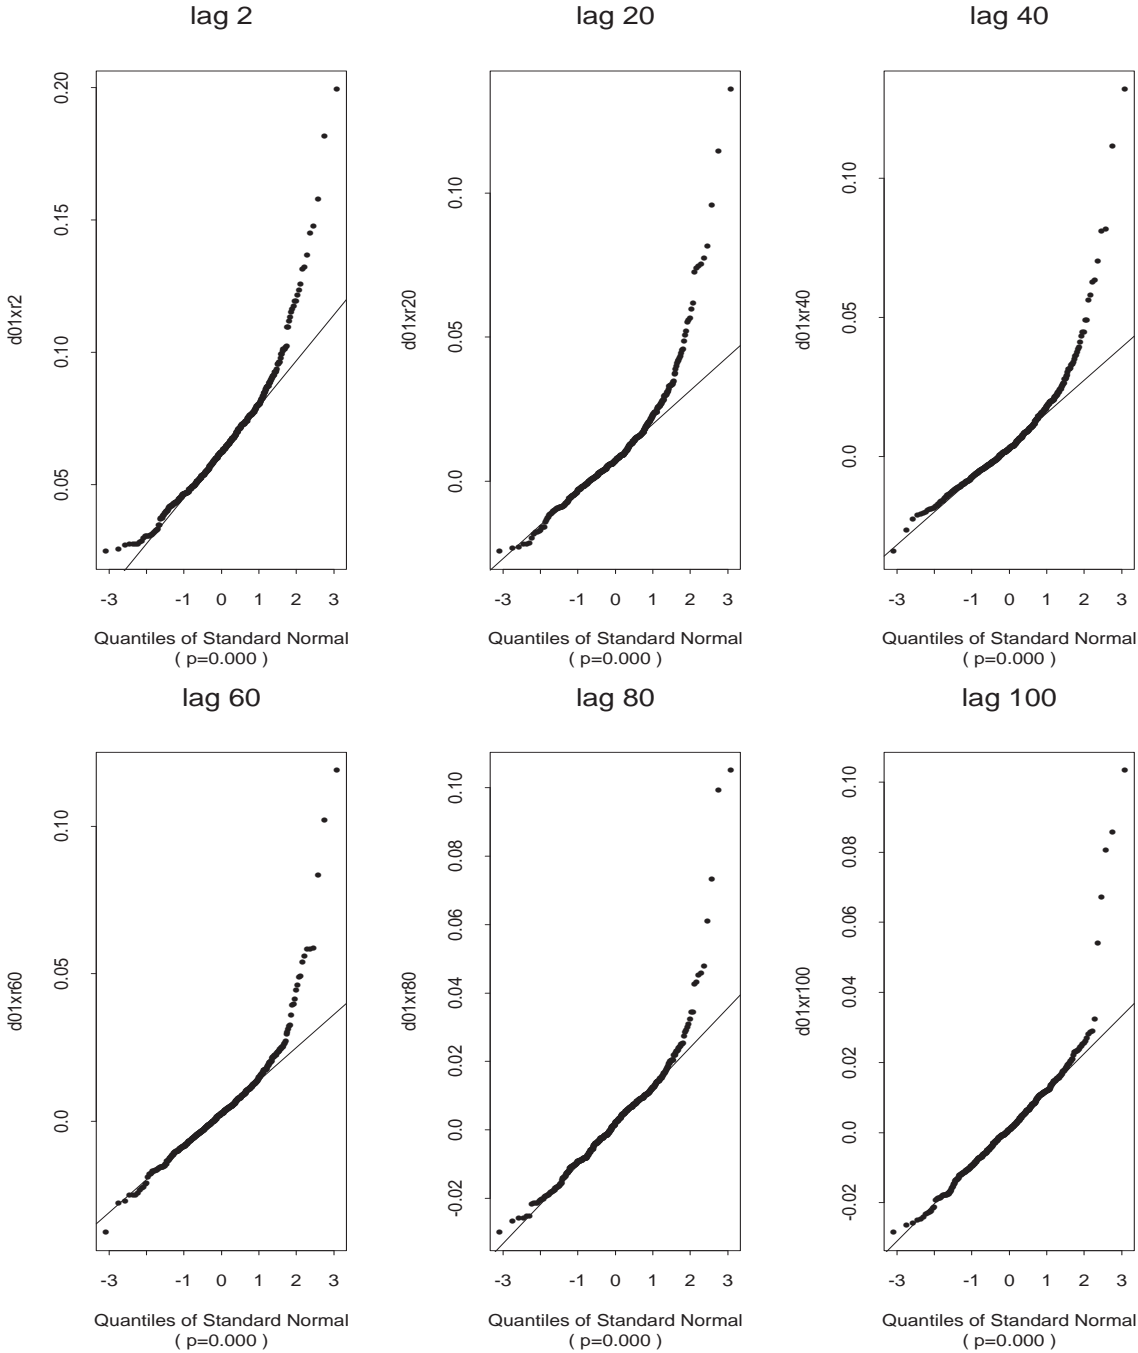 lag 2 lag 20 lag 40
d01xr2
0.20
0.15
0.10
0.05
-3 -1 0 1 2 3
Quantiles of Standard Normal
( p=0.000 )
d01xr20
0.10
0.05
0.0
-3 -1 0 1 2 3
Quantiles of Standard Normal
( p=0.000 )
d01xr40
0.10
0.05
0.0
-3 -1 0 1 2 3
Quantiles of Standard Normal
( p=0.000 )
lag 60 lag 80 lag 100
d01xr60
0.10
0.05
0.0
-3 -1 0 1 2 3
Quantiles of Standard Normal
( p=0.000 )
d01xr80
0.10
0.08
0.06
0.04
0.02
0.0
-0.02
-3 -1 0 1 2 3
Quantiles of Standard Normal
( p=0.000 )
d01xr100
0.10
0.08
0.06
0.04
0.02
0.0
-0.02
-3 -1 0 1 2 3
Quantiles of Standard Normal
( p=0.000 )